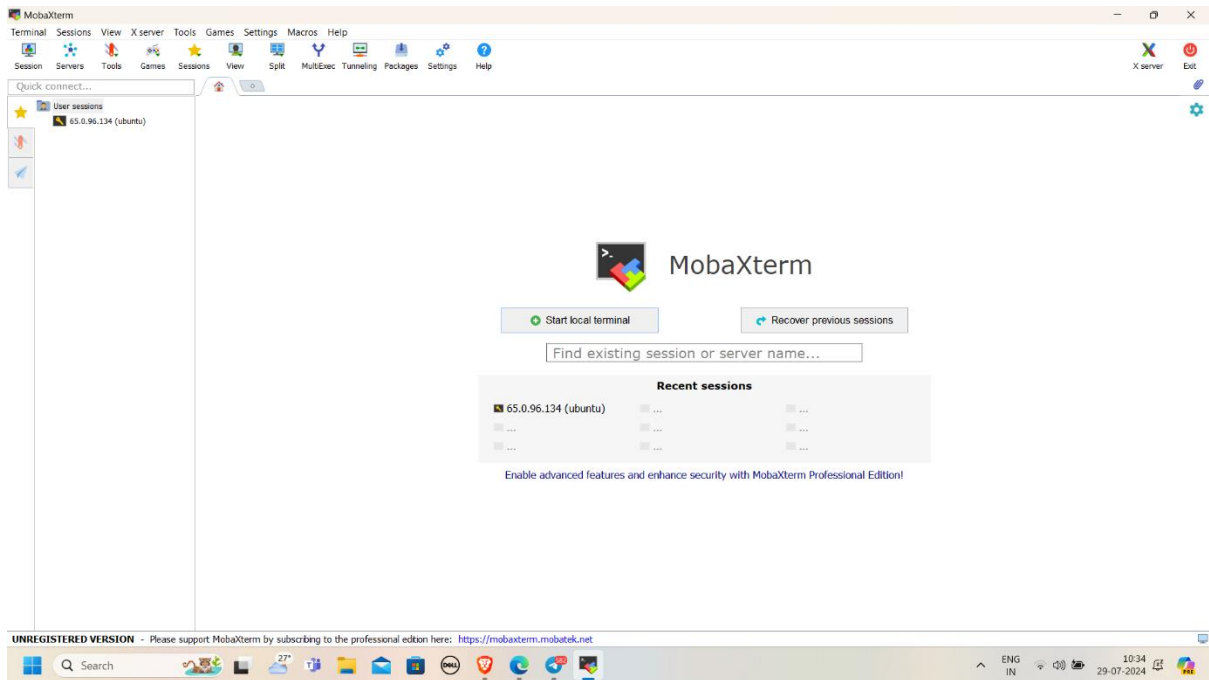 MobaXterm
Terminal Sessions View X server Tools Games Settings Macros Help
Session Servers Tools Games Sessions View Split MultiExec Tunneling Packages Settings Help X server Exit
Quick connect...
User sessions
65.0.96.134 (ubuntu)
>.
MobaXterm
Start local terminal Recover previous sessions
Find existing session or server name...
Recent sessions
65.0.96.134 (ubuntu) ... ...
... ... ...
... ... ...
Enable advanced features and enhance security with MobaXterm Professional Edition!
UNREGISTERED VERSION - Please support MobaXterm by subscribing to the professional edition here: https://mobaxterm.mobatek.net
Search 27° DELL ENG 10:34
IN 29-07-2024 PRE